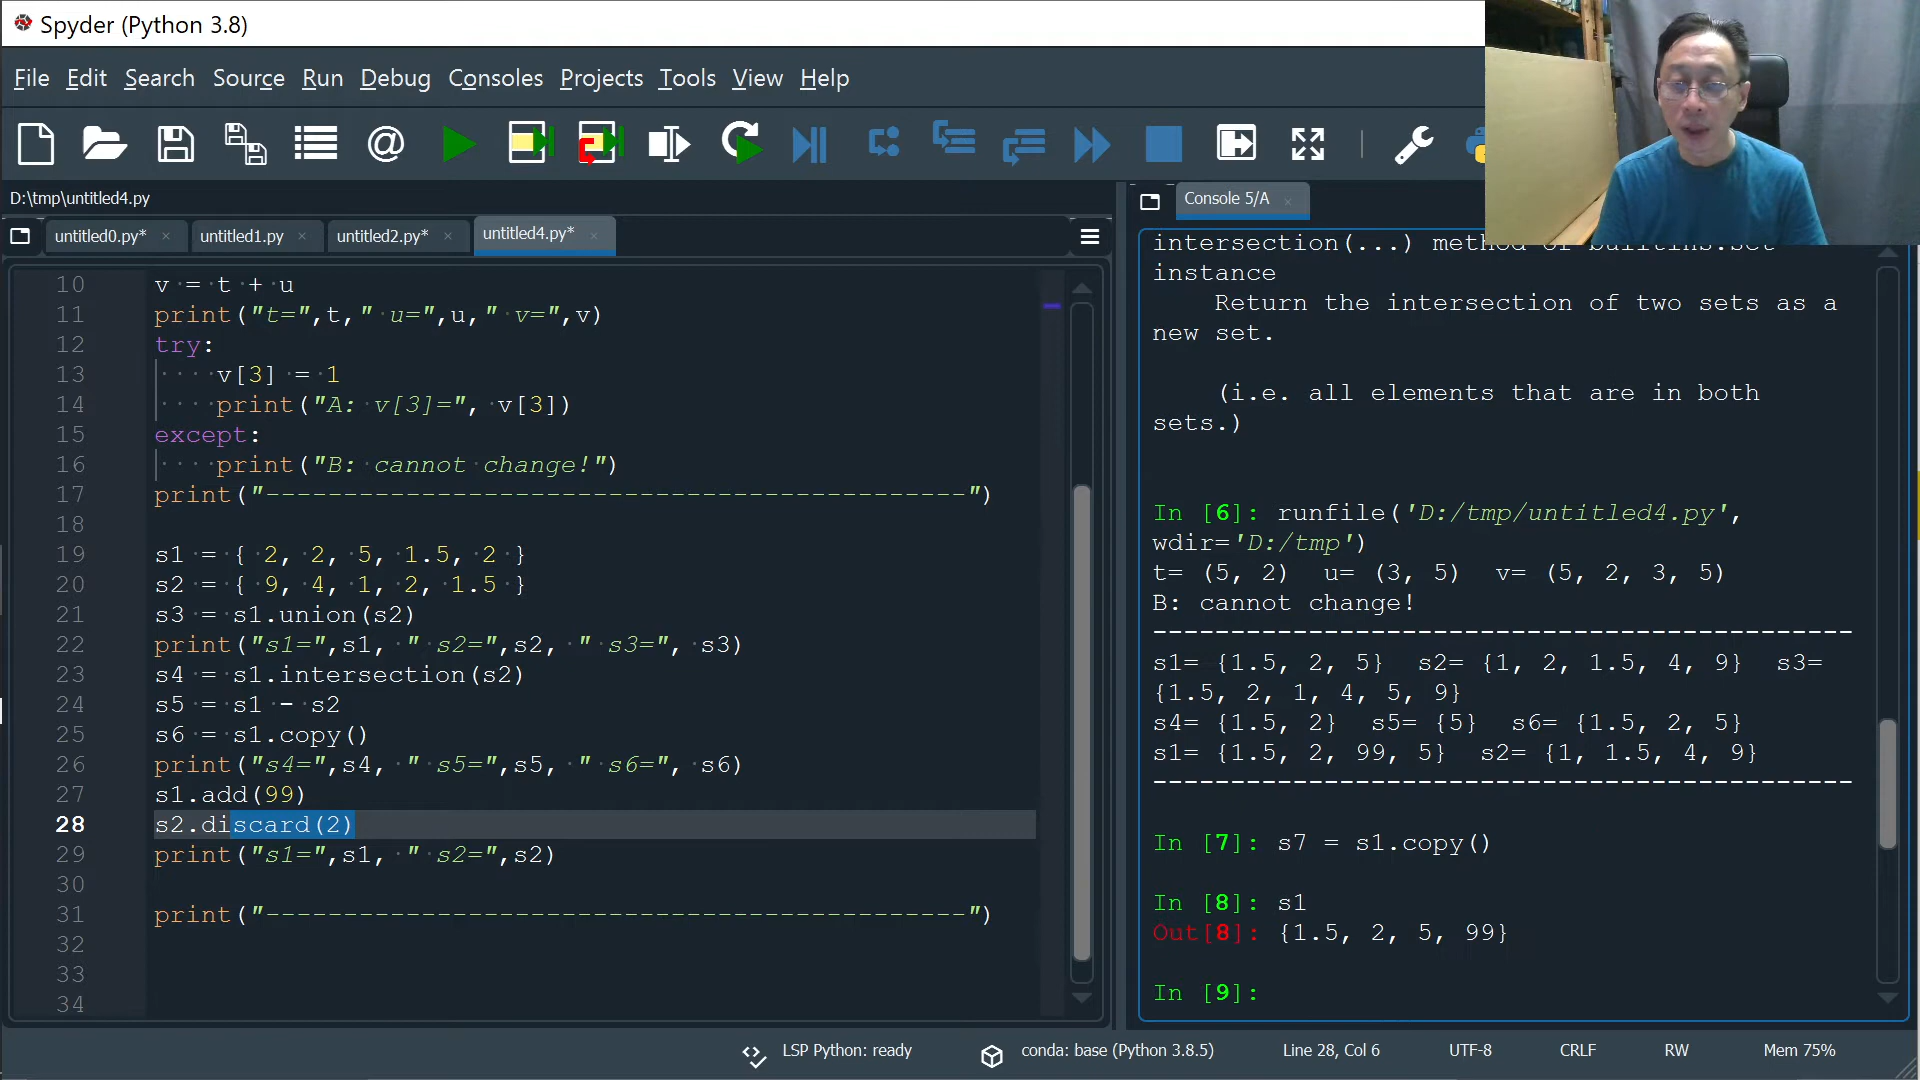 Spyder (Python 3.8)
File Edit Search Source Run Debug Consoles Projects Tools View Help
D:\tmp\untitled4.py
untitled0.py* untitled1.py untitled2.py* untitled4.py*
10 v = t + u
11 print("t=",t," u=",u," v=",v)
12 try:
13 v[3] = 1
14 print("A: v[3]=", v[3])
15 except:
16 print("B: cannot change!")
17 print("---------------------------------------------")
18
19 s1 = { 2, 2, 5, 1.5, 2 }
20 s2 = { 9, 4, 1, 2, 1.5 }
21 s3 = s1.union(s2)
22 print("s1=",s1, " s2=",s2, " s3=", s3)
23 s4 = s1.intersection(s2)
24 s5 = s1 - s2
25 s6 = s1.copy()
26 print("s4=",s4, " s5=",s5, " s6=", s6)
27 s1.add(99)
28 s2.discard(2)
29 print("s1=",s1, " s2=",s2)
30
31 print("---------------------------------------------")
32
33
34
Console 5/A
intersection(...) method of builtins.set
instance
Return the intersection of two sets as a
new set.
(i.e. all elements that are in both
sets.)
In [6]: runfile('D:/tmp/untitled4.py',
wdir='D:/tmp')
t= (5, 2)  u= (3, 5)  v= (5, 2, 3, 5)
B: cannot change!
---------------------------------------------
s1= {1.5, 2, 5}  s2= {1, 2, 1.5, 4, 9}  s3=
{1.5, 2, 1, 4, 5, 9}
s4= {1.5, 2}  s5= {5}  s6= {1.5, 2, 5}
s1= {1.5, 2, 99, 5}  s2= {1, 1.5, 4, 9}
---------------------------------------------
In [7]: s7 = s1.copy()
In [8]: s1
Out[8]: {1.5, 2, 5, 99}
In [9]:
LSP Python: ready conda: base (Python 3.8.5) Line 28, Col 6 UTF-8 CRLF RW Mem 75%